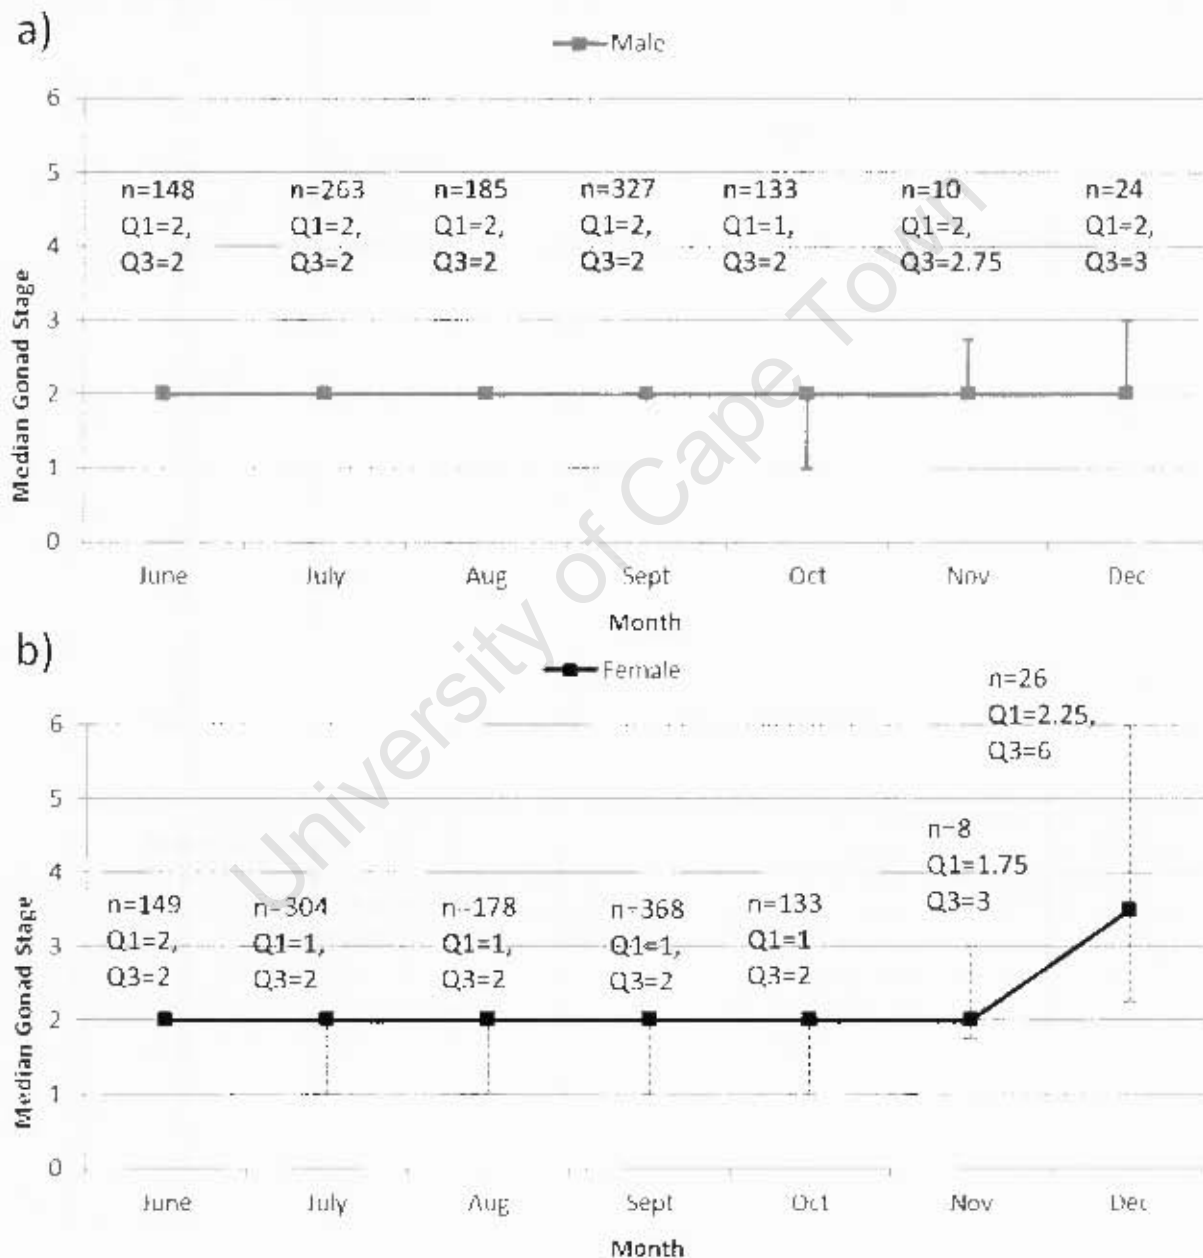 a)
Male
6
5
n=148 n=263 n=185 n=327 n=133 n=10 n=24
Q1=2, Q1=2, Q1=2, Q1=2, Q1=1, Q1=2, Q1=2,
4
Q3=2 Q3=2 Q3=2 Q3=2 Q3=2 Q3=2.75 Q3=3
3
2
1
0
Median Gonad Stage
June July Aug Sept Oct Nov Dec
Month
b)
Female
n=26
Q1=2.25,
Q3=6
6
5
n=8
Q1=1.75
Q3=3
4
n=149 n=304 n=178 n=368 n=133
Q1=2, Q1=1, Q1=1, Q1=1, Q1=1
Q3=2 Q3=2 Q3=2 Q3=2 Q3=2
3
2
1
0
Median Gonad Stage
June July Aug Sept Oct Nov Dec
Month
University of Cape Town